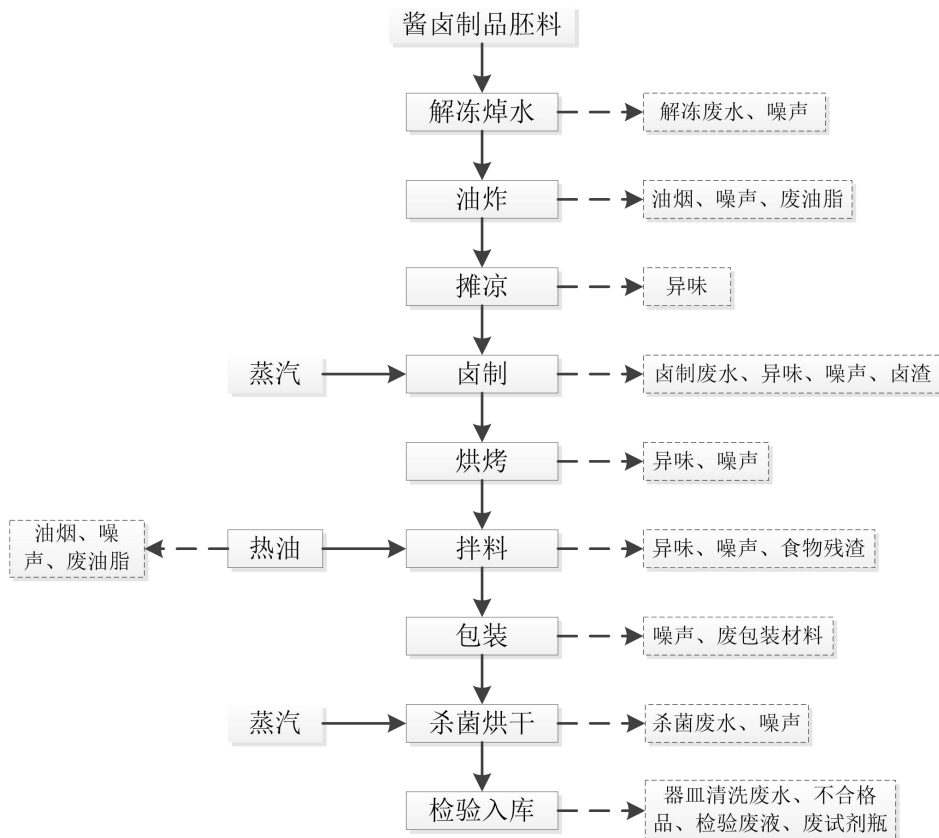 酱卤制品胚料
解冻焯水
解冻废水、噪声
油炸
油烟、噪声、废油脂
摊凉
异味
蒸汽
卤制
卤制废水、异味、噪声、卤渣
烘烤
异味、噪声
油烟、噪
声、废油脂
热油
拌料
异味、噪声、食物残渣
包装
噪声、废包装材料
蒸汽
杀菌烘干
杀菌废水、噪声
检验入库
器皿清洗废水、不合格
品、检验废液、废试剂瓶